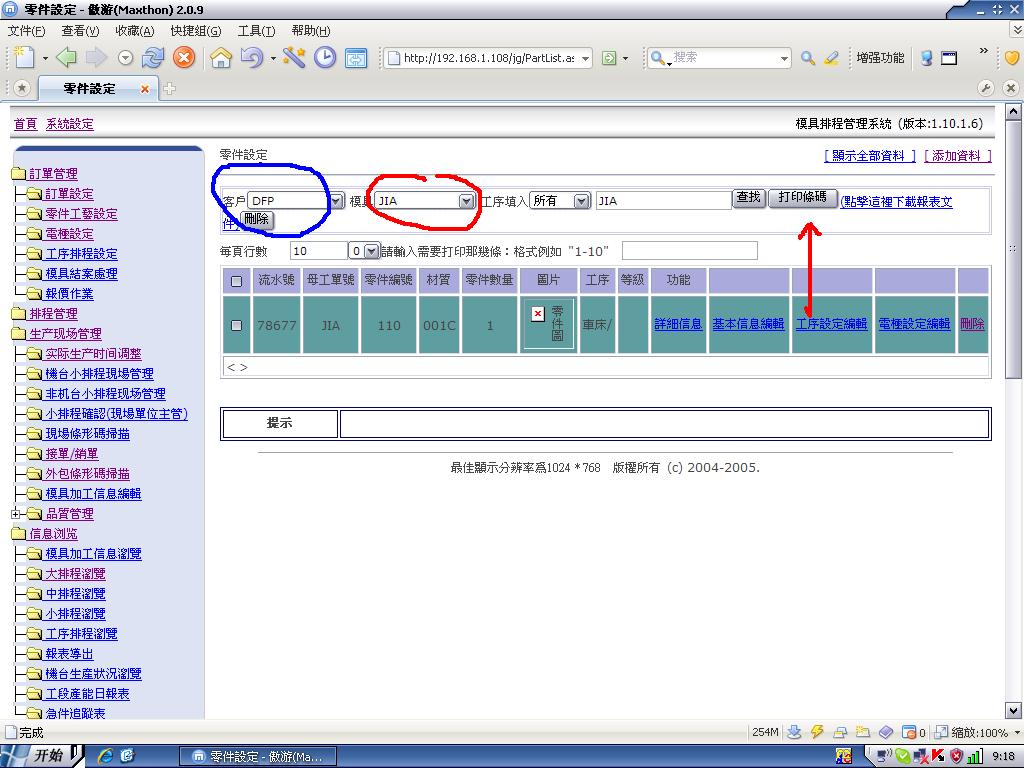 零件設定 - 傲游(Maxthon) 2.0.9
文件(F) 查看(V) 收藏(A) 快捷組(G) 工具(T) 帮助(H)
http://192.168.1.108/jg/PartList.as 搜索 增强功能
零件設定
首頁 系統設定 模具排程管理系統 (版本:1.10.1.6)
零件設定 [ 顯示全部資料 ] [ 添加資料 ]
客戶 DFP 模具 JIA 工序填入 所有 JIA 查找 打印條碼 (點擊這裡下載報表文
件) 刪除
每頁行數 10 0 請輸入需要打印那幾條：格式例如 "1-10"
流水號 母工單號 零件編號 材質 零件數量 圖片 工序 等級 功能
78677 JIA 110 001C 1 零件圖 車床/ 詳細信息 基本信息編輯 工序設定編輯 電極設定編輯 刪除
< >
提示
最佳顯示分辨率爲1024 * 768 版權所有 (c) 2004-2005.
訂單管理
訂單設定
零件工藝設定
電極設定
工序排程設定
模具結案處理
報價作業
排程管理
生产现场管理
实际生产时间调整
機台小排程現場管理
非机台小排程现场管理
小排程確認(現場單位主管)
現場條形碼掃描
接單/銷單
外包條形碼掃描
模具加工信息編輯
品質管理
信息浏览
模具加工信息瀏覽
大排程瀏覽
中排程瀏覽
小排程瀏覽
工序排程瀏覽
報表導出
機台生產狀況瀏覽
工段產能日報表
急件追蹤表
完成 254M 0 缩放:100%
开始 零件設定 - 傲游(Ma... 9:18